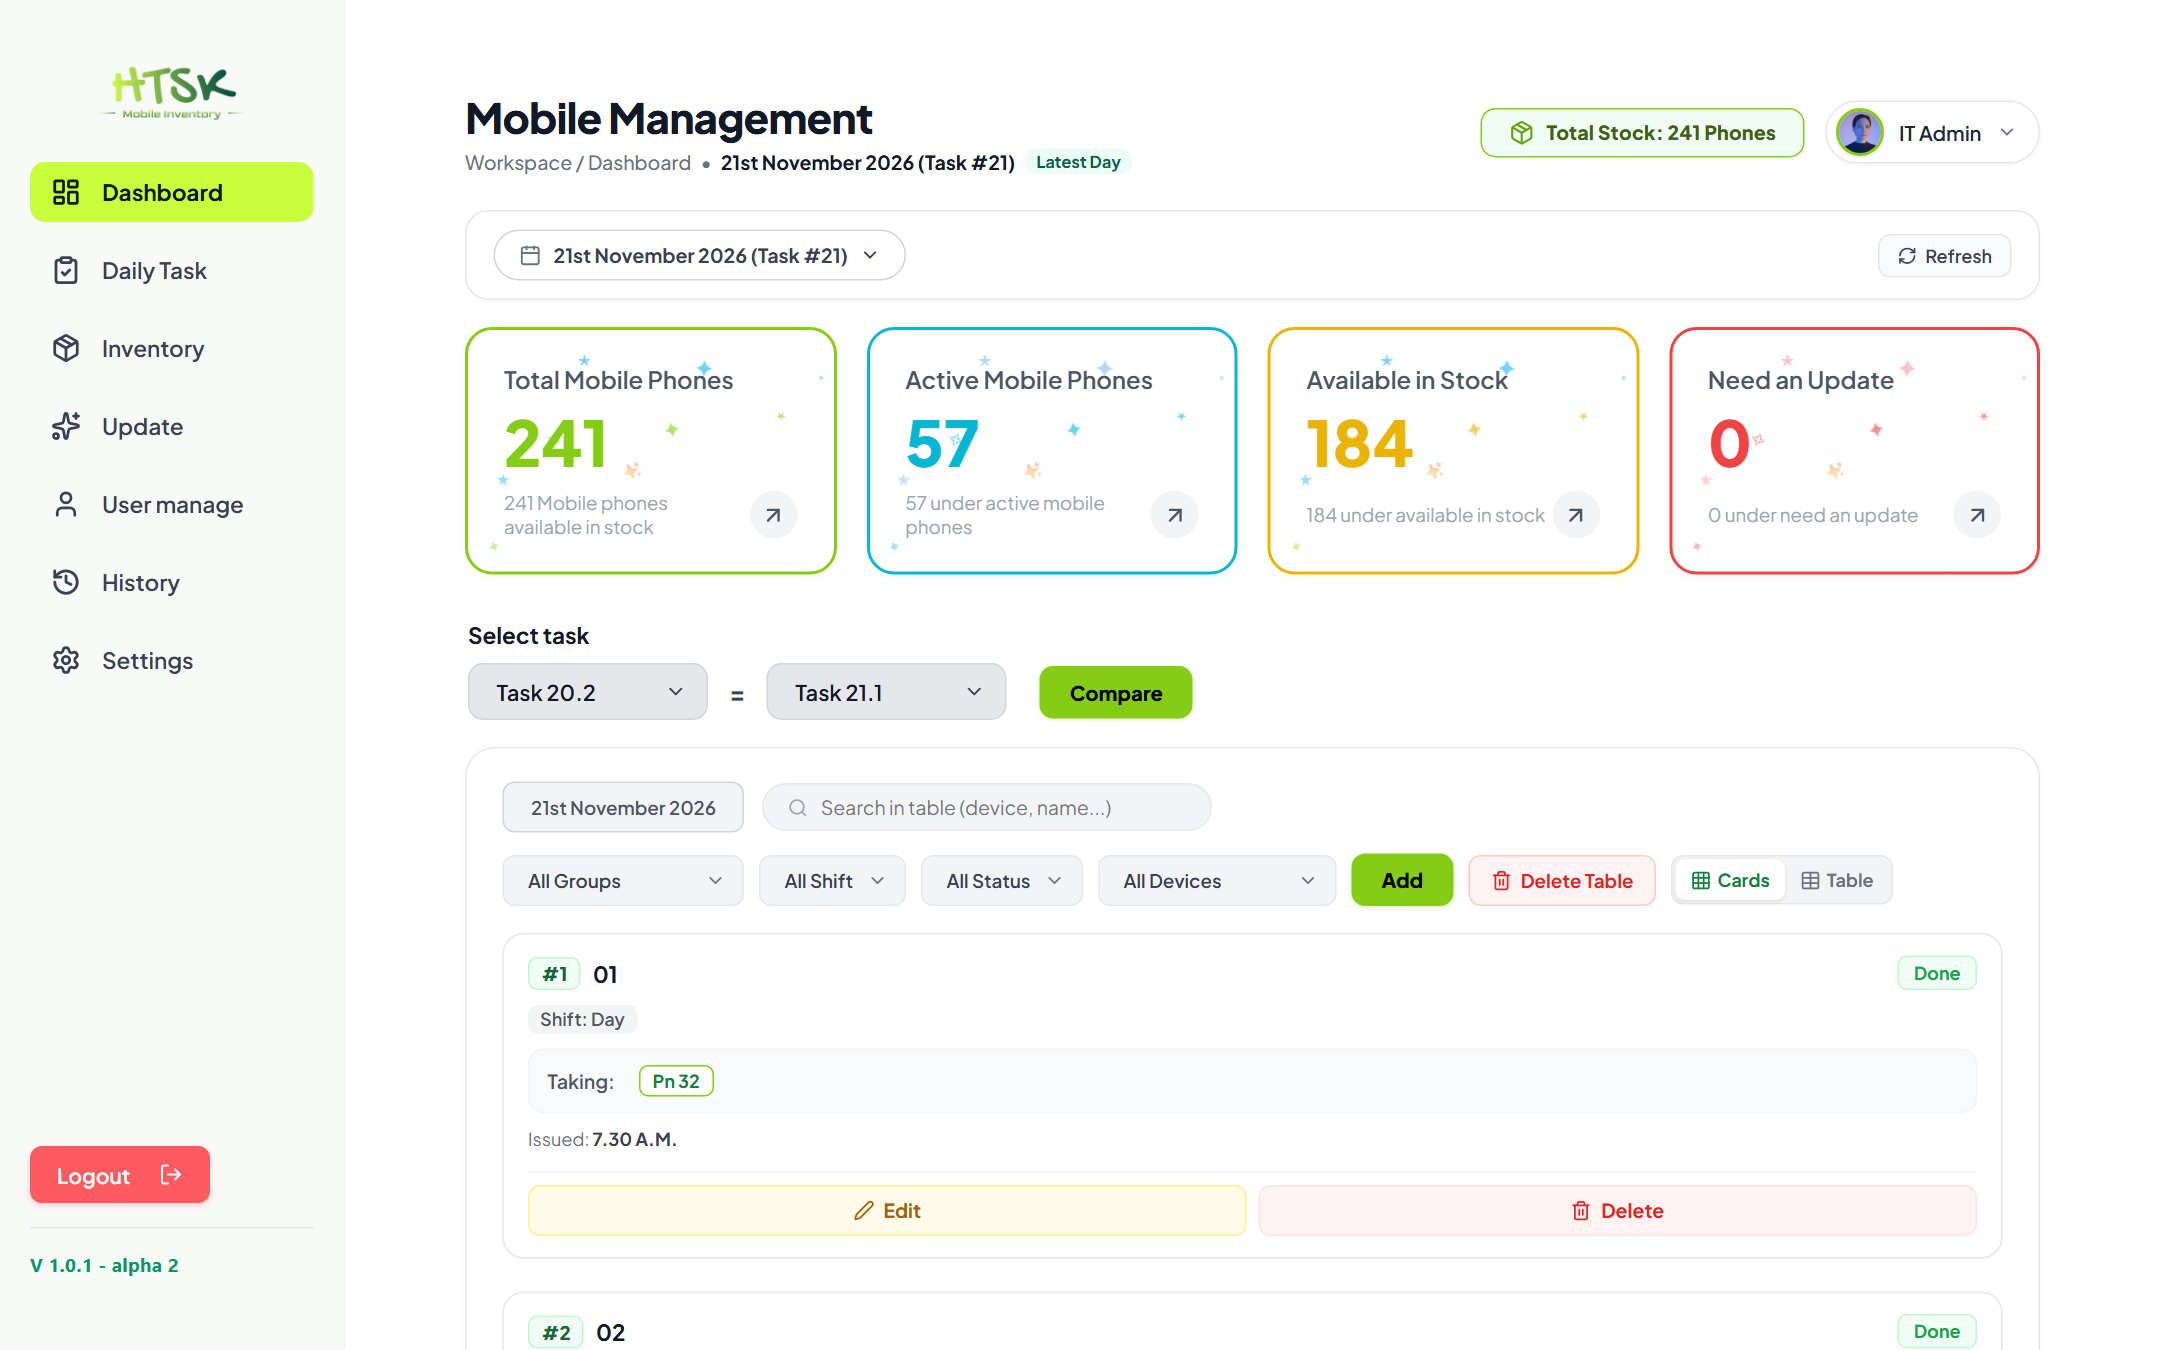 HTSK
Mobile Inventory
Dashboard
Daily Task
Inventory
Update
User manage
History
Settings
Logout
V 1.0.1 - alpha 2
Mobile Management
Workspace / Dashboard • 21st November 2026 (Task #21) Latest Day
Total Stock: 241 Phones
IT Admin
21st November 2026 (Task #21)
Refresh
Total Mobile Phones
241
241 Mobile phones
available in stock
Active Mobile Phones
57
57 under active mobile
phones
Available in Stock
184
184 under available in stock
Need an Update
0
0 under need an update
Select task
Task 20.2 = Task 21.1 Compare
21st November 2026 Search in table (device, name...)
All Groups All Shift All Status All Devices Add Delete Table Cards Table
#1 01 Done
Shift: Day
Taking: Pn 32
Issued: 7.30 A.M.
Edit Delete
#2 02 Done